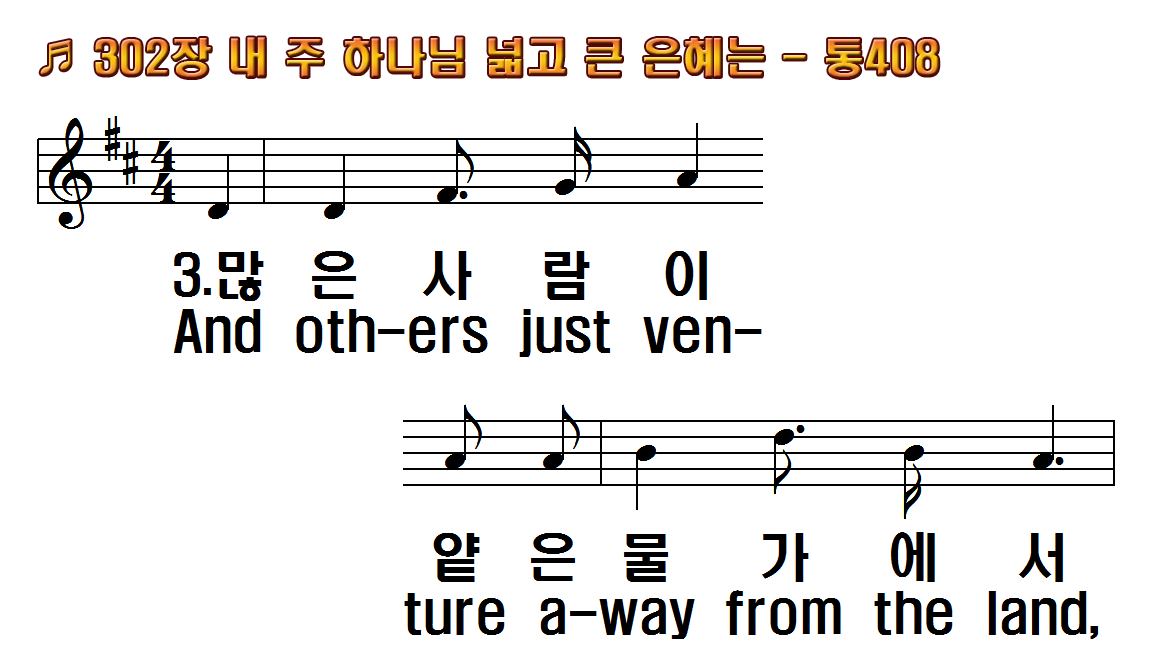 ♬ 302장 내 주 하나님 넓고 큰 은혜는 - 통408
4
4
3.많 은 사 람 이
And oth-ers just ven-
얕 은 물 가 에 서
ture a-way from the land,